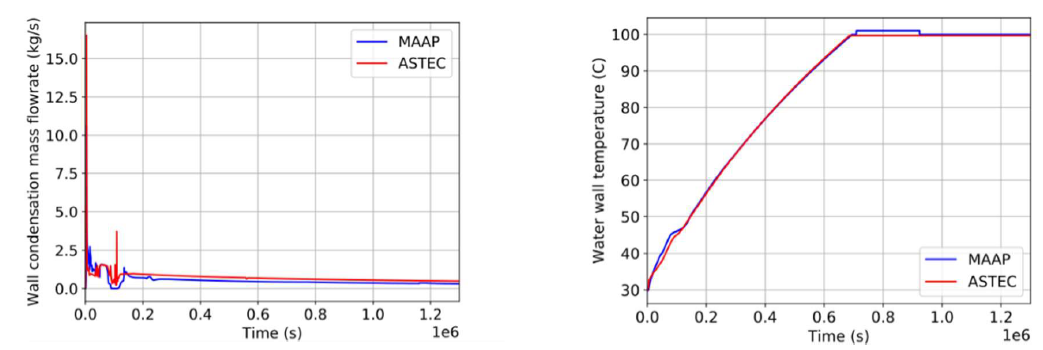 Wall condensation mass flowrate (kg/s)
15.0
12.5
10.0
7.5
5.0
2.5
0.0
MAAP
ASTEC
0.0 0.2 0.4 0.6 0.8 1.0 1.2
1e6
Time (s)
Water wall temperature (C)
100
90
80
70
60
50
40
30
MAAP
ASTEC
0.0 0.2 0.4 0.6 0.8 1.0 1.2
1e6
Time (s)